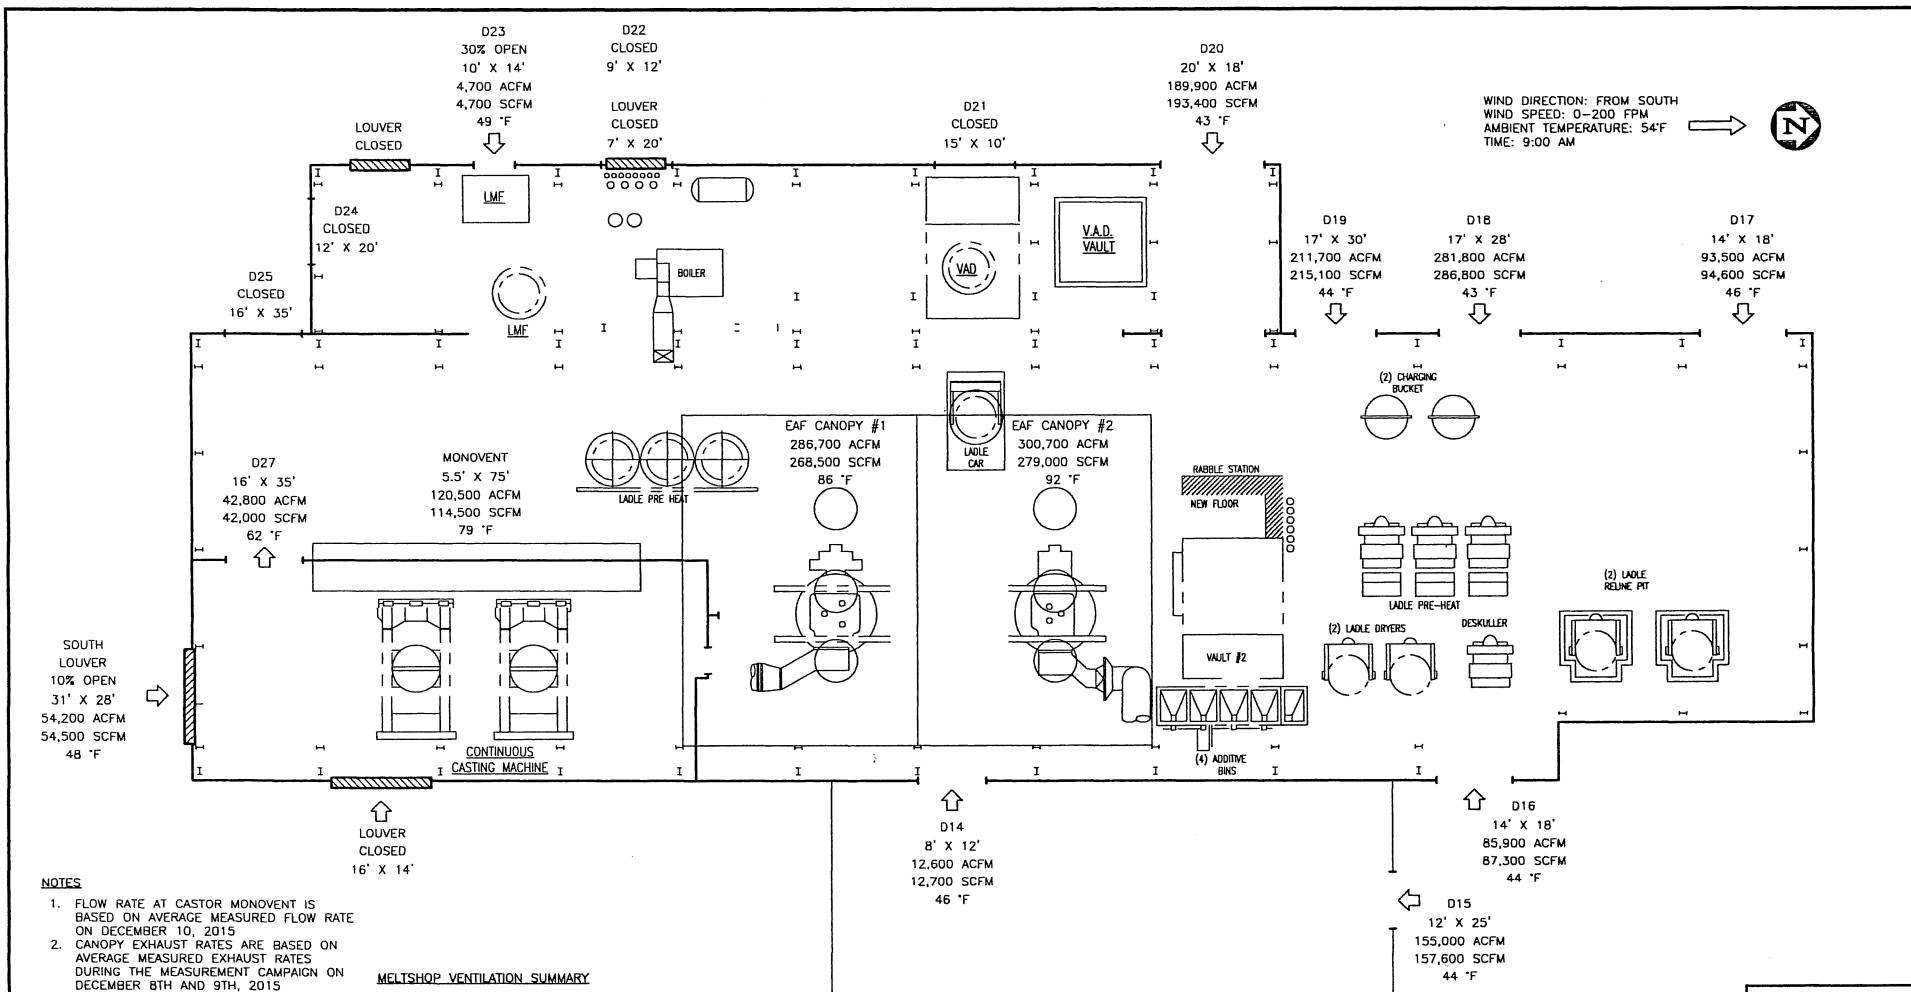 D23
30% OPEN
10' X 14'
4,700 ACFM
4,700 SCFM
49 °F
D22
CLOSED
9' X 12'
LOUVER
CLOSED
7' X 20'
LOUVER
CLOSED
D21
CLOSED
15' X 10'
D20
20' X 18'
189,900 ACFM
193,400 SCFM
43 °F
WIND DIRECTION: FROM SOUTH
WIND SPEED: 0-200 FPM
AMBIENT TEMPERATURE: 54°F
TIME: 9:00 AM
N
D24
CLOSED
12' X 20'
D25
CLOSED
16' X 35'
LMF
LMF
BOILER
VAD
V.A.D.
VAULT
D19
17' X 30'
211,700 ACFM
215,100 SCFM
44 °F
D18
17' X 28'
281,800 ACFM
286,800 SCFM
43 °F
D17
14' X 18'
93,500 ACFM
94,600 SCFM
46 °F
(2) CHARGING
BUCKET
EAF CANOPY #1
286,700 ACFM
268,500 SCFM
86 °F
LADLE
CAR
EAF CANOPY #2
300,700 ACFM
279,000 SCFM
92 °F
D27
16' X 35'
42,800 ACFM
42,000 SCFM
62 °F
MONOVENT
5.5' X 75'
120,500 ACFM
114,500 SCFM
79 °F
LADLE PRE HEAT
RABBLE STATION
NEW FLOOR
LADLE PRE-HEAT
(2) LADLE
RELINE PIT
(2) LADLE DRYERS
DESKULLER
VAULT #2
SOUTH
LOUVER
10% OPEN
31' X 28'
54,200 ACFM
54,500 SCFM
48 °F
CONTINUOUS
CASTING MACHINE
(4) ADDITIVE
BINS
LOUVER
CLOSED
16' X 14'
D14
8' X 12'
12,600 ACFM
12,700 SCFM
46 °F
D16
14' X 18'
85,900 ACFM
87,300 SCFM
44 °F
D15
12' X 25'
155,000 ACFM
157,600 SCFM
44 °F
NOTES
1. FLOW RATE AT CASTOR MONOVENT IS
BASED ON AVERAGE MEASURED FLOW RATE
ON DECEMBER 10, 2015
2. CANOPY EXHAUST RATES ARE BASED ON
AVERAGE MEASURED EXHAUST RATES
DURING THE MEASUREMENT CAMPAIGN ON
DECEMBER 8TH AND 9TH, 2015
MELTSHOP VENTILATION SUMMARY